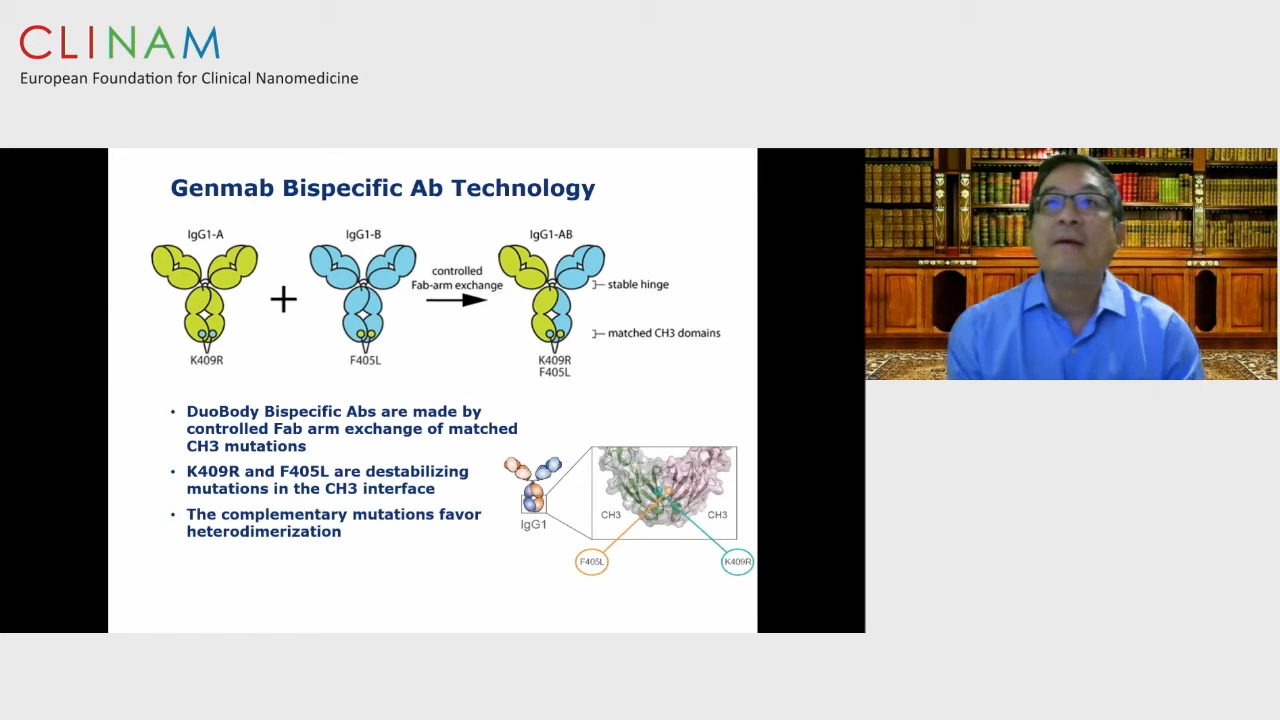 CLINAM
European Foundation for Clinical Nanomedicine
Genmab Bispecific Ab Technology
IgG1-A
IgG1-B
IgG1-AB
+
controlled
Fab-arm exchange
stable hinge
matched CH3 domains
K409R
F405L
K409R
F405L
• DuoBody Bispecific Abs are made by
controlled Fab arm exchange of matched
CH3 mutations
• K409R and F405L are destabilizing
mutations in the CH3 interface
• The complementary mutations favor
heterodimerization
IgG1
CH3
CH3
F405L
K409R